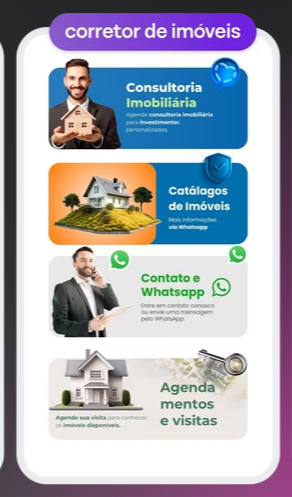 corretor de imóveis
Consultoria
Imobiliária
Agende consultoria imobiliária
para investimentos
personalizados.
Catálagos
de Imóveis
Mais informações
via Whatsapp
Contato e
Whatsapp
Entre em contato conosco
ou envie uma mensagem
pelo WhatsApp.
Agenda
mentos
e visitas
Agende sua visita para conhecer
os imóveis disponíveis.